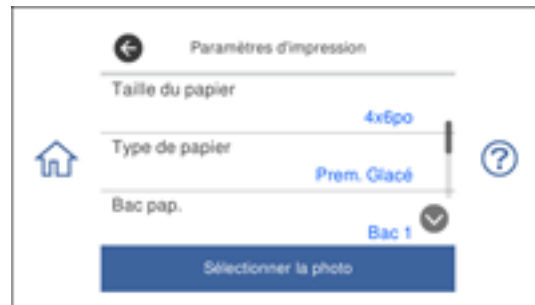 Paramètres d'impression
Taille du papier
4x6po
Type de papier
Prem. Glacé
Bac pap.
Bac 1
Sélectionner la photo